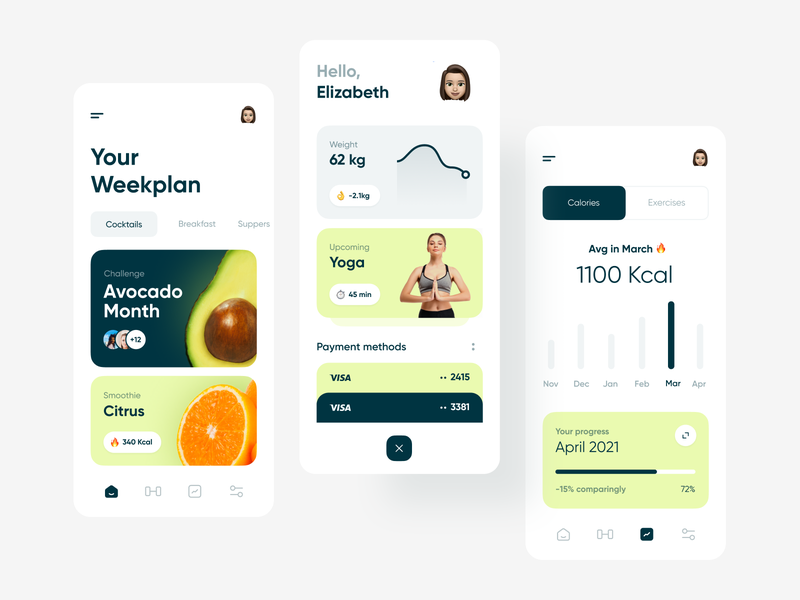 Your
Weekplan
Cocktails
Breakfast
Suppers
Challenge
Avocado
Month
+12
Smoothie
Citrus
340 Kcal
Hello,
Elizabeth
Weight
62 kg
-2.1kg
Upcoming
Yoga
45 min
Payment methods
VISA
•• 2415
VISA
•• 3381
Calories
Exercises
Avg in March
1100 Kcal
Nov
Dec
Jan
Feb
Mar
Apr
Your progress
April 2021
-15% comparingly
72%